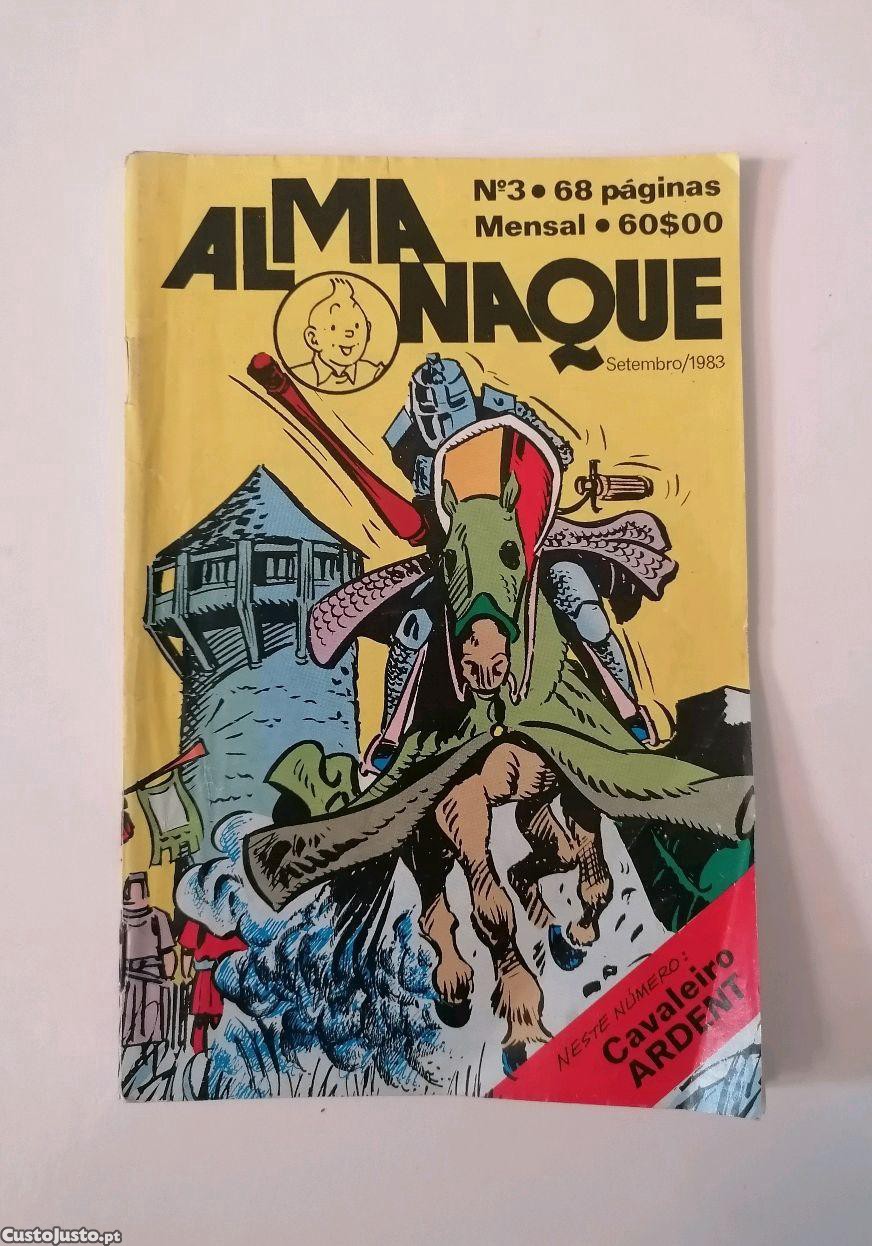 ALMA
NAQUE
Nº3 • 68 páginas
Mensal • 60$00
Setembro/1983
NESTE NÚMERO:
Cavaleiro
ARDENT
CustoJusto.pt